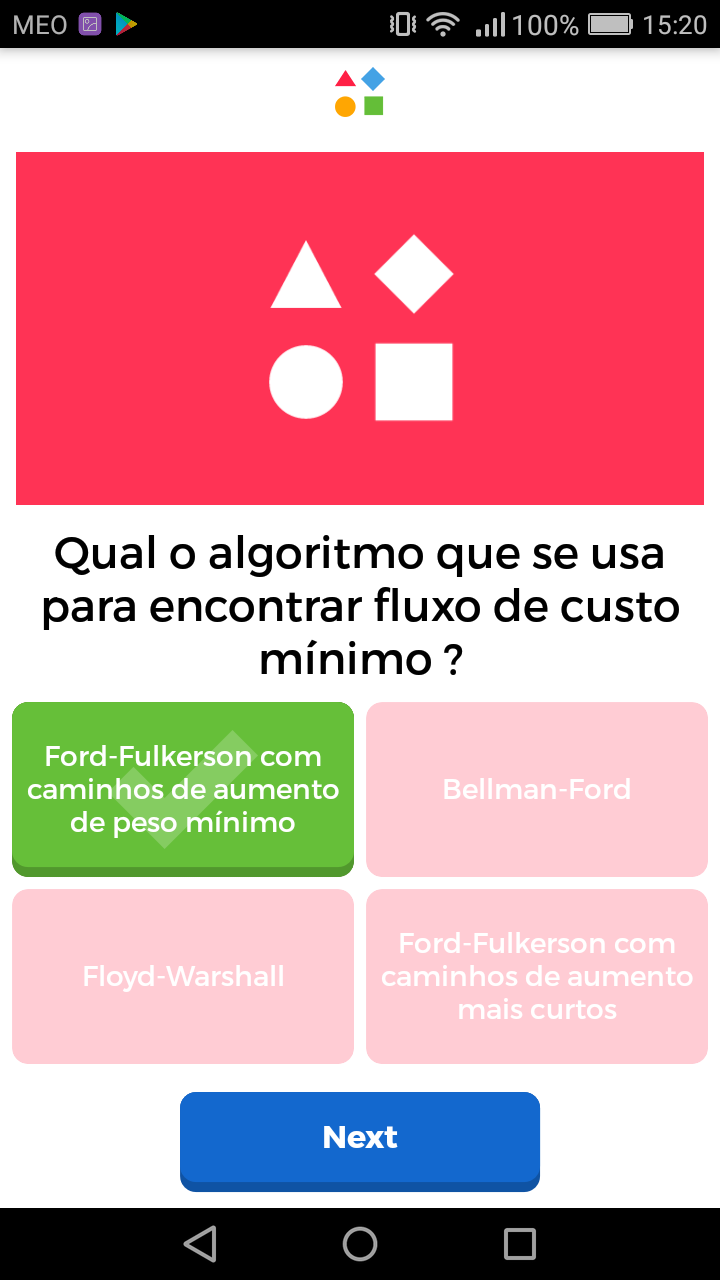 MEO 100% 15:20
Qual o algoritmo que se usa
para encontrar fluxo de custo
mínimo ?
Ford-Fulkerson com
caminhos de aumento
de peso mínimo
Bellman-Ford
Floyd-Warshall
Ford-Fulkerson com
caminhos de aumento
mais curtos
Next